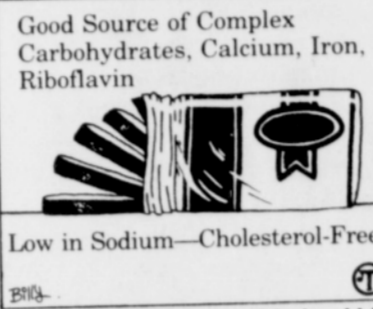 Good Source of Complex
Carbohydrates, Calcium, Iron,
Riboflavin
Low in Sodium—Cholesterol-Free